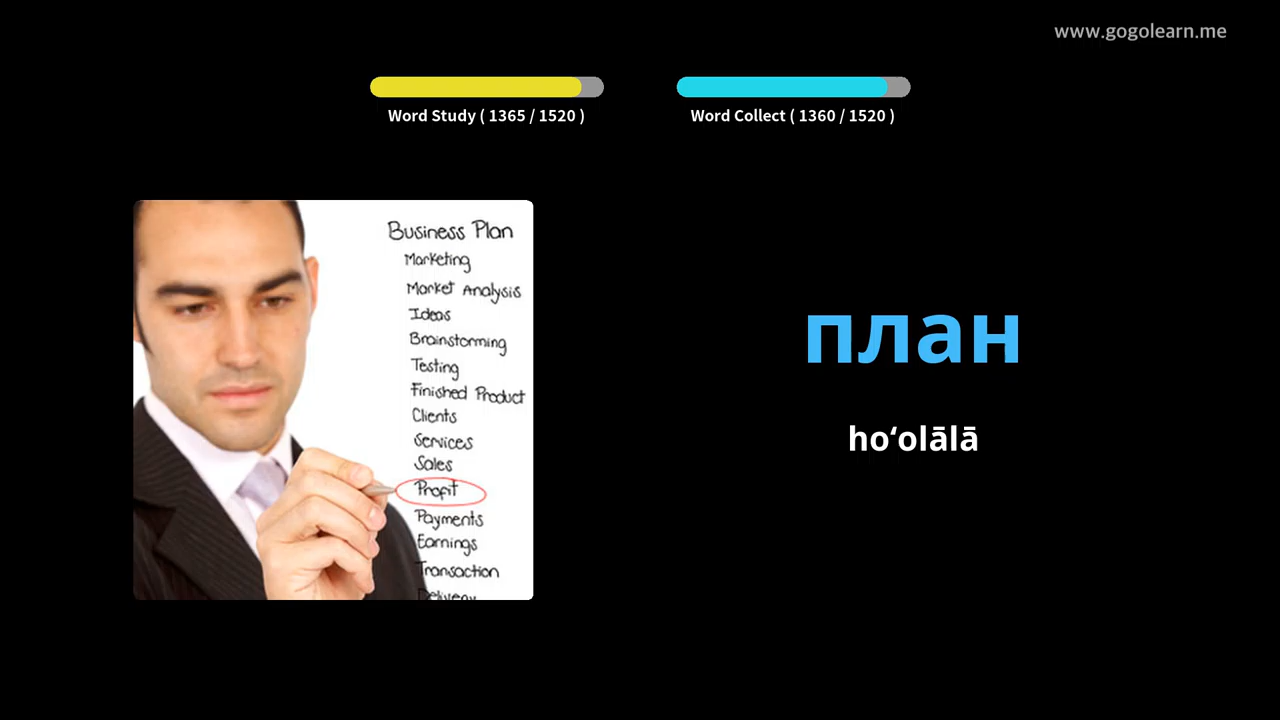 www.gogolearn.me
Word Study ( 1365 / 1520 )
Word Collect ( 1360 / 1520 )
Business Plan
Marketing
Market Analysis
Ideas
Brainstorming
Testing
Finished Product
Clients
Services
Sales
Profit
Payments
Earnings
Transaction
Delivery
план
hoʻolālā